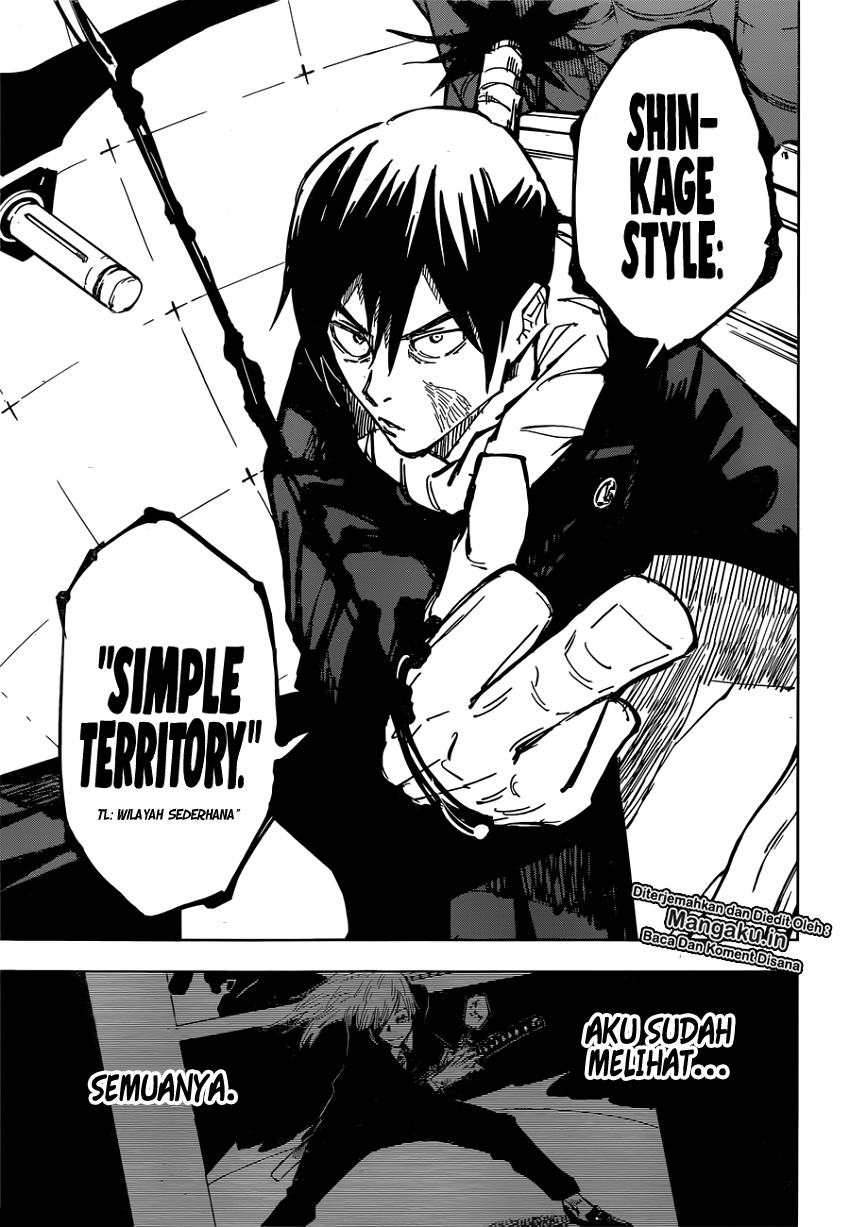 SHIN-
KAGE
STYLE:
"SIMPLE
TERRITORY."
TL: WILAYAH SEDERHANA"
Diterjemahkan dan Diedit Oleh :
Mangaku.in
Baca Dan Koment Disana
AKU SUDAH
MELIHAT...
SEMUANYA.